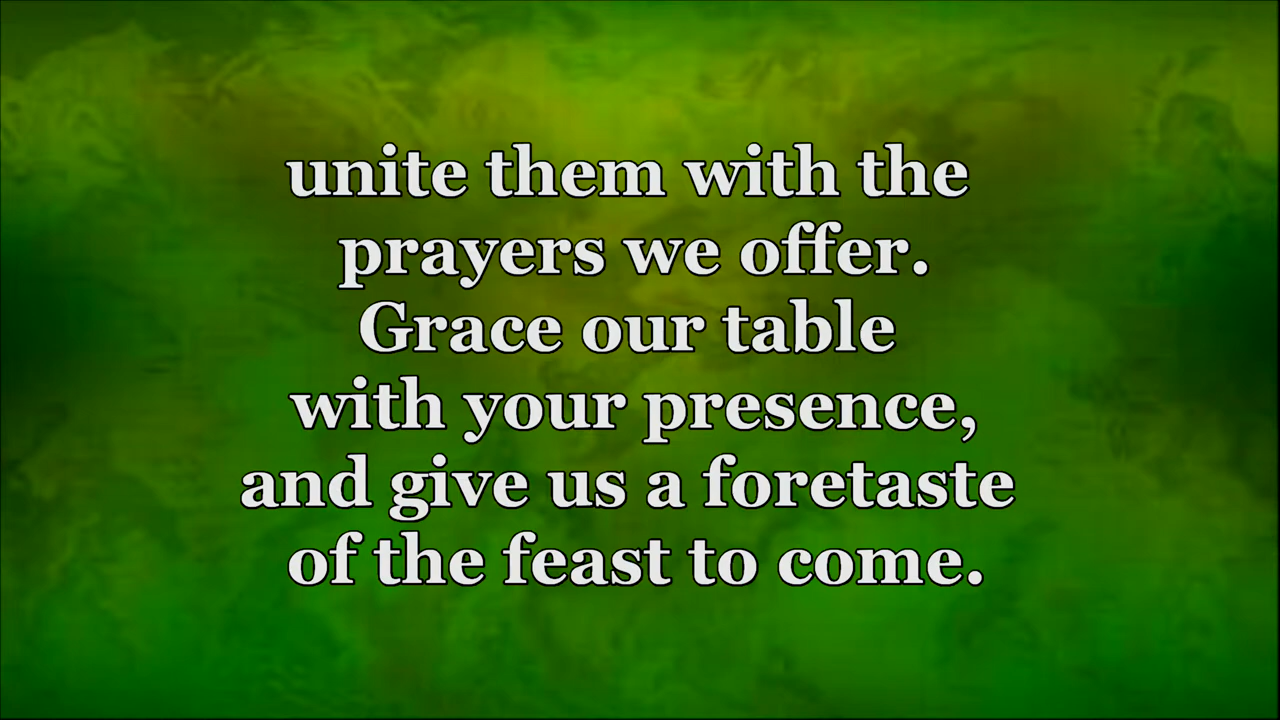 unite them with the
prayers we offer.
Grace our table
with your presence,
and give us a foretaste
of the feast to come.